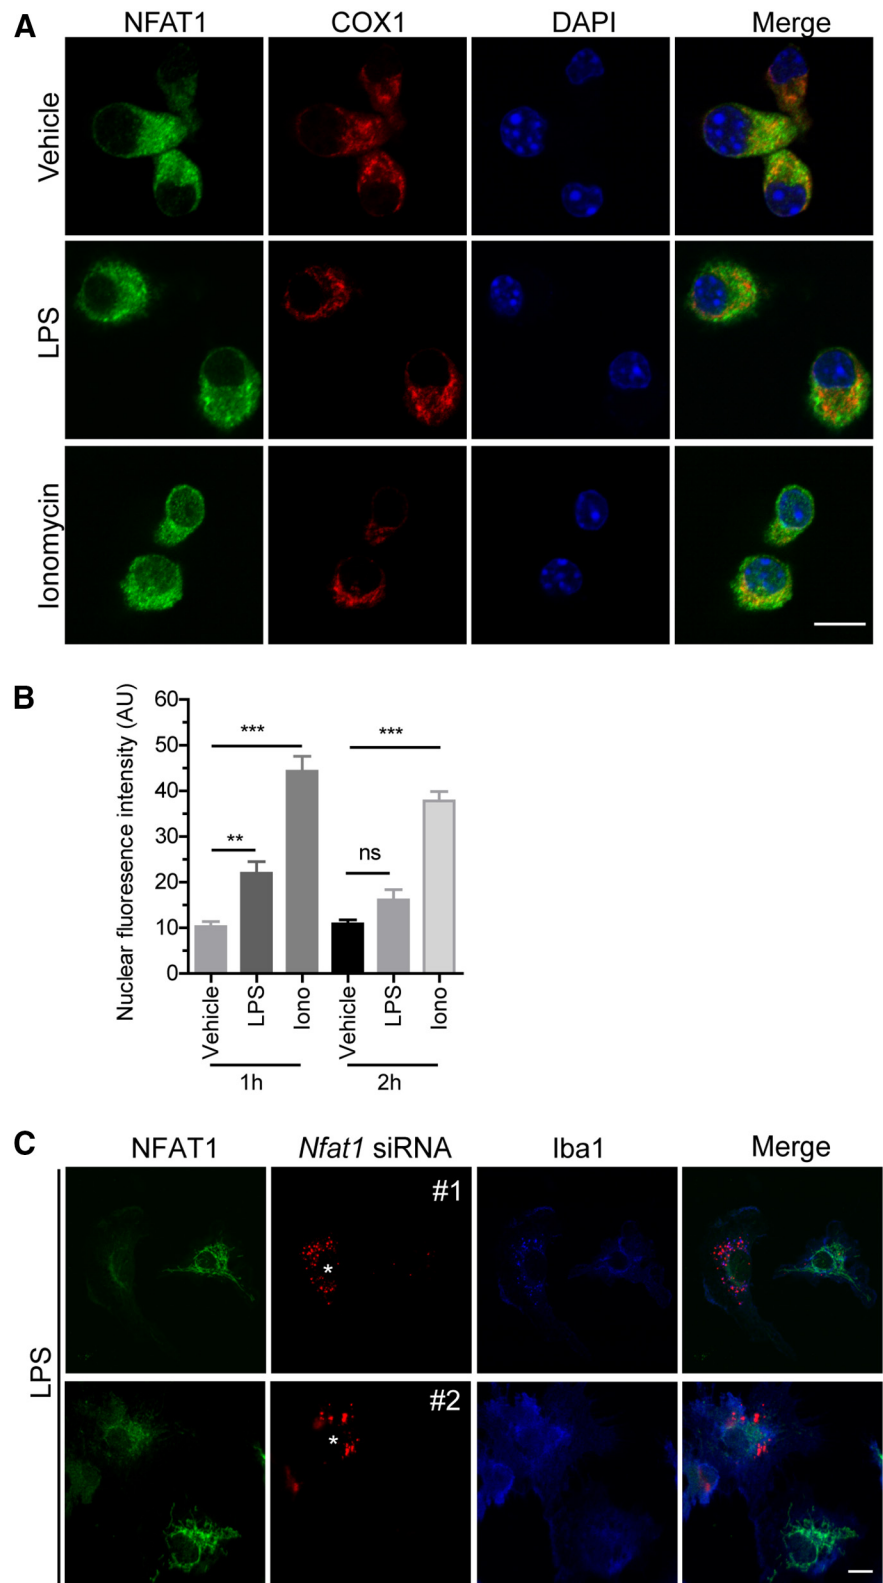 A
NFAT1 COX1 DAPI Merge
Vehicle
LPS
Ionomycin
B
Nuclear fluoresence intensity (AU)
60
50
40
30
20
10
0
*** ***
**
ns
Vehicle LPS Iono Vehicle LPS Iono
1h 2h
C
NFAT1 Nfat1 siRNA Iba1 Merge
LPS
#1
*
#2
*